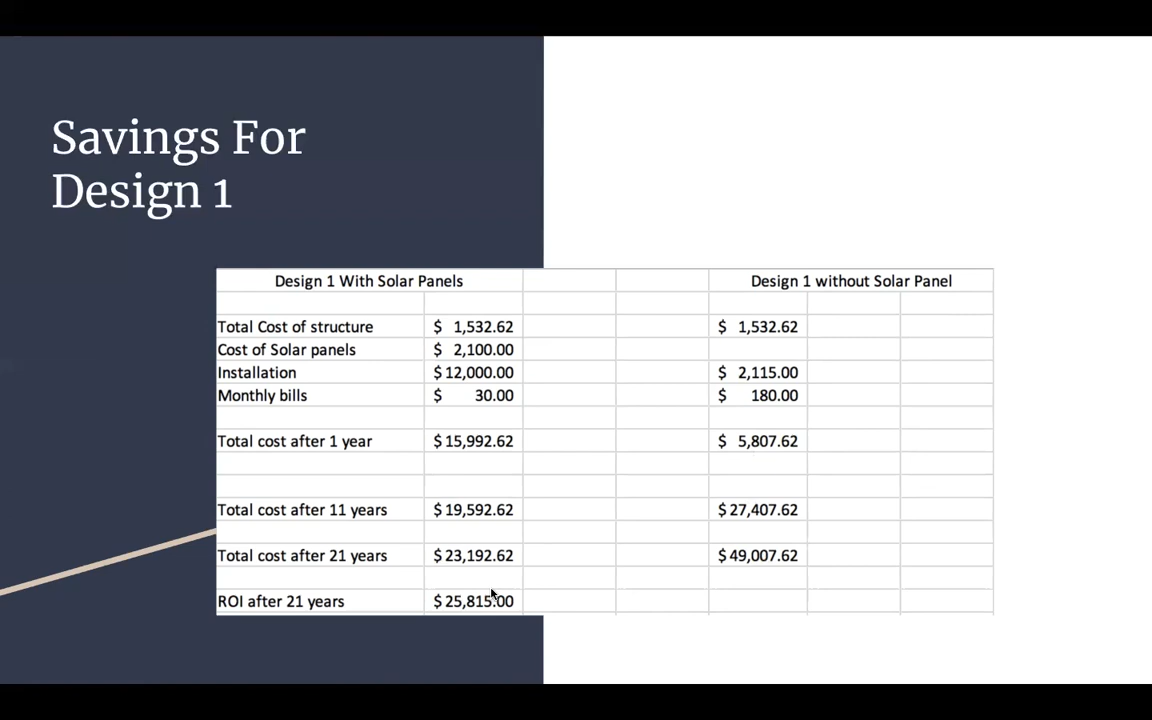 Savings For
Design 1
Design 1 With Solar Panels Design 1 without Solar Panel
Total Cost of structure $ 1,532.62 $ 1,532.62
Cost of Solar panels $ 2,100.00
Installation $ 12,000.00 $ 2,115.00
Monthly bills $ 30.00 $ 180.00
Total cost after 1 year $ 15,992.62 $ 5,807.62
Total cost after 11 years $ 19,592.62 $ 27,407.62
Total cost after 21 years $ 23,192.62 $ 49,007.62
ROI after 21 years $ 25,815.00